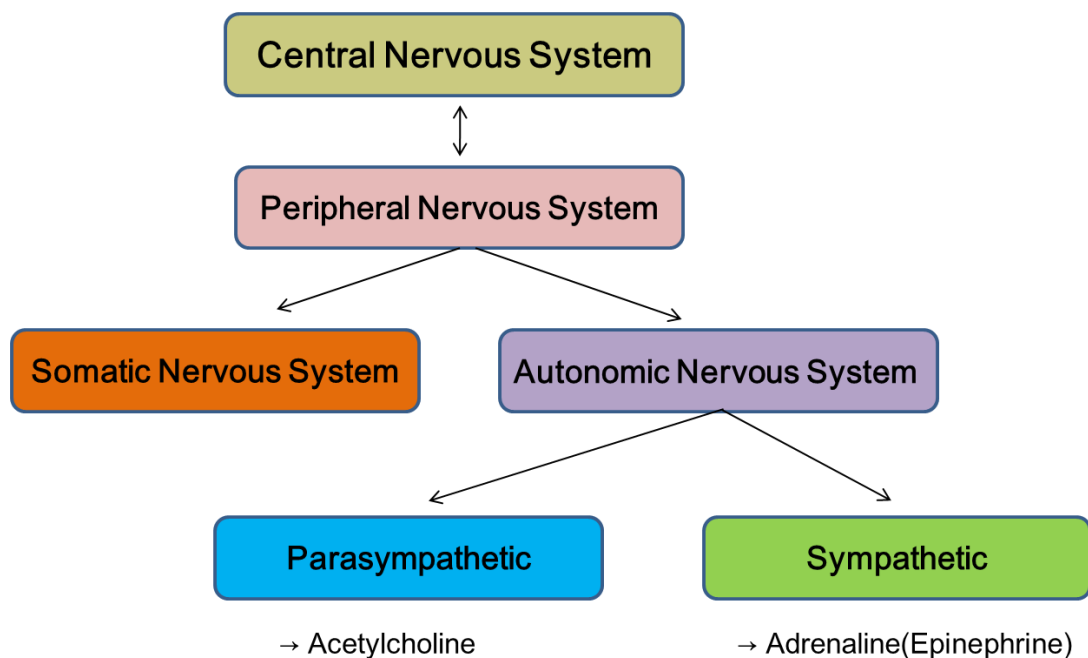 Central Nervous System
Peripheral Nervous System
Somatic Nervous System
Autonomic Nervous System
Parasympathetic
Sympathetic
→ Acetylcholine
→ Adrenaline(Epinephrine)